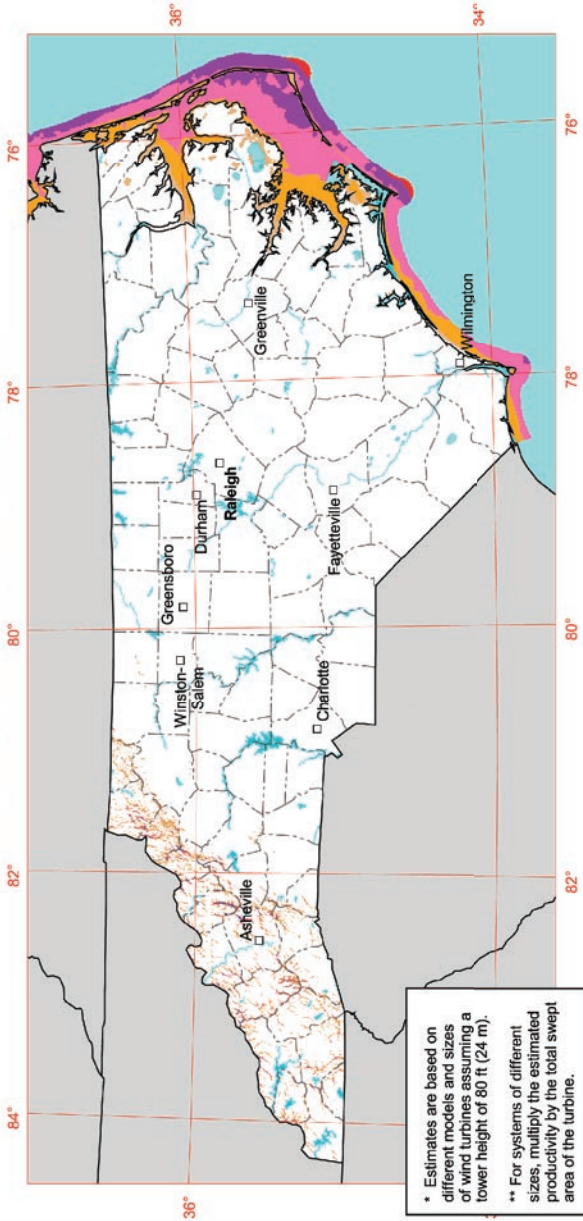 84°
82°
80°
78°
76°
36°
36°
34°
Asheville
Winston-
Salem
Greensboro
Durham
Raleigh
Greenville
Charlotte
Fayetteville
Wilmington
* Estimates are based on
different models and sizes
of wind turbines assuming a
tower height of 80 ft (24 m).
** For systems of different
sizes, multiply the estimated
productivity by the total swept
area of the turbine.